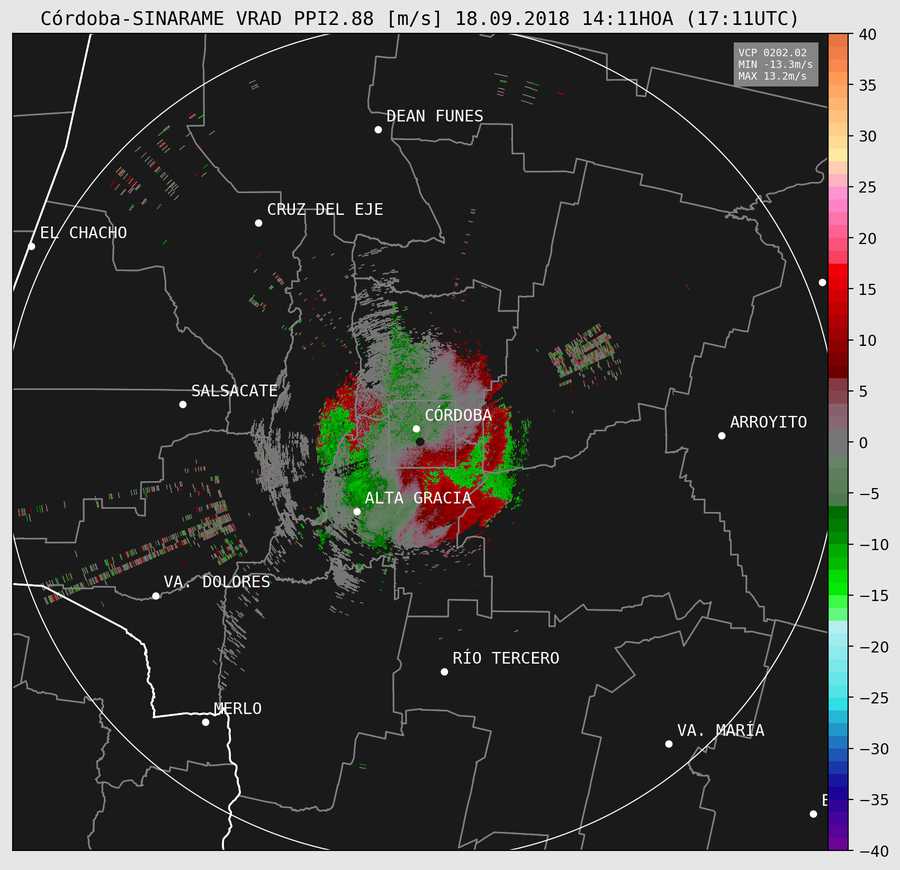 Córdoba-SINARAME VRAD PPI2.88 [m/s] 18.09.2018 14:11HOA (17:11UTC)
VCP 0202.02
MIN -13.3m/s
MAX 13.2m/s
DEAN FUNES
CRUZ DEL EJE
EL CHACHO
SALSACATE
CÓRDOBA
ARROYITO
ALTA GRACIA
VA. DOLORES
RÍO TERCERO
MERLO
VA. MARÍA
40
35
30
25
20
15
10
5
0
−5
−10
−15
−20
−25
−30
−35
−40